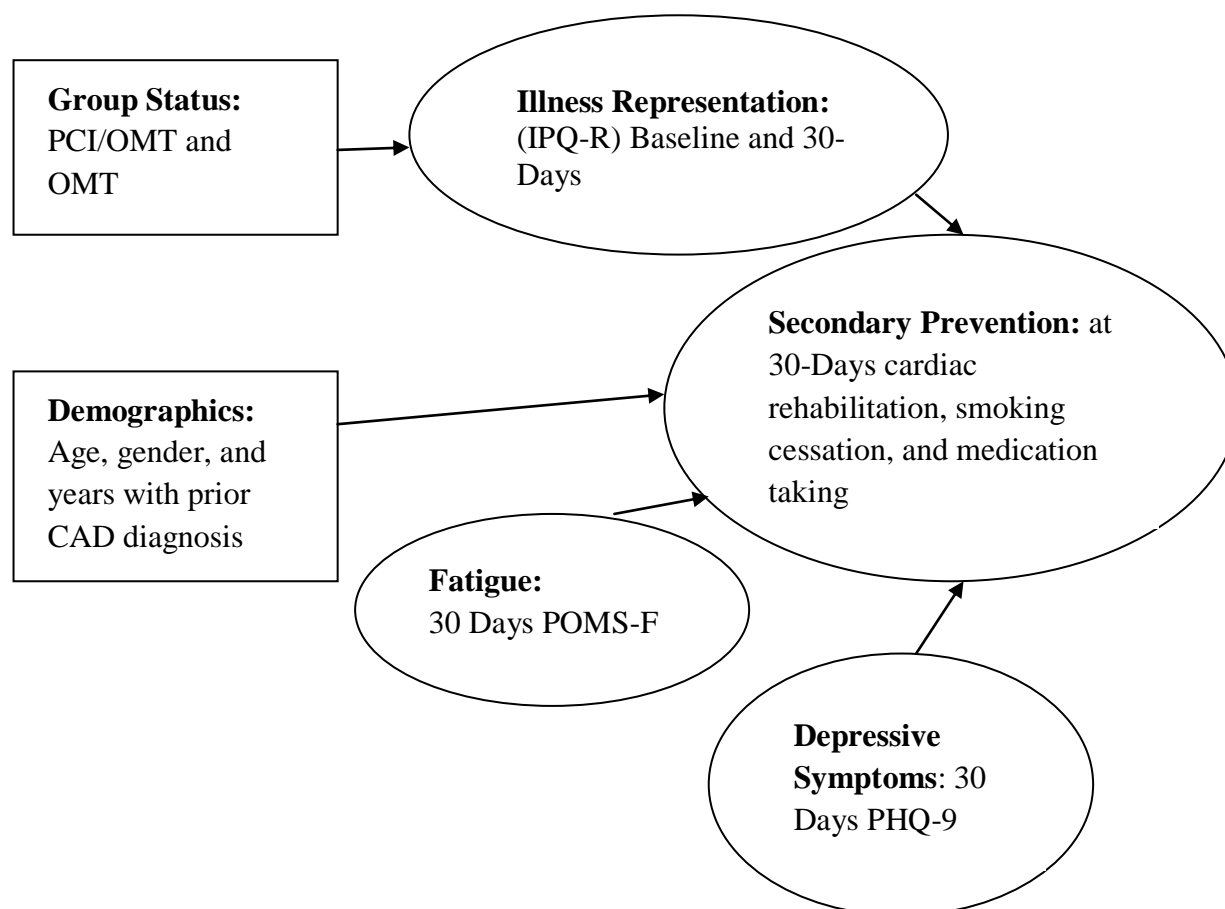 Group Status:
PCI/OMT and
OMT
Illness Representation:
(IPQ-R) Baseline and 30-
Days
Secondary Prevention: at
30-Days cardiac
rehabilitation, smoking
cessation, and medication
taking
Demographics:
Age, gender, and
years with prior
CAD diagnosis
Fatigue:
30 Days POMS-F
Depressive
Symptoms: 30
Days PHQ-9